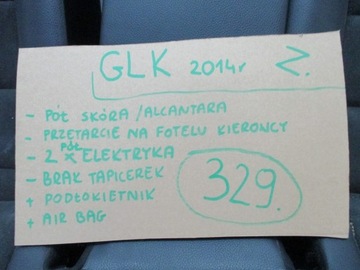 GLK 2014r Z.
- PÓŁ SKÓRA/ALCANTARA
- PRZETARCIE NA FOTELU KIEROWCY
- 2 x PÓŁ ELEKTRYKA
- BRAK TAPICEREK
+ PODŁOKIETNIK
+ AIR BAG
329.